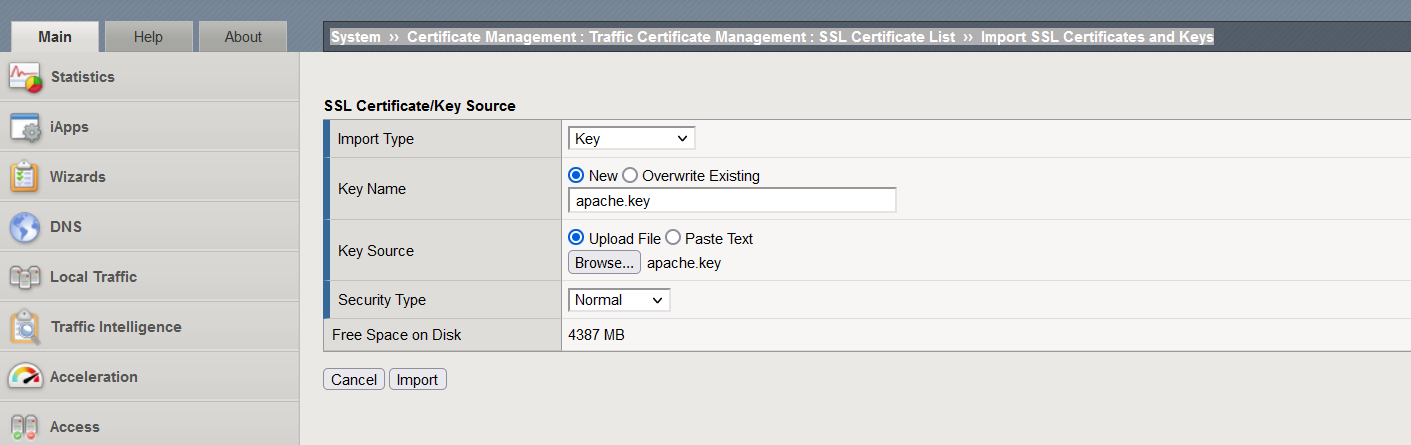 Main Help About
System ›› Certificate Management : Traffic Certificate Management : SSL Certificate List ›› Import SSL Certificates and Keys
Statistics
iApps
Wizards
DNS
Local Traffic
Traffic Intelligence
Acceleration
Access
SSL Certificate/Key Source
Import Type Key
Key Name New Overwrite Existing
apache.key
Key Source Upload File Paste Text
Browse... apache.key
Security Type Normal
Free Space on Disk 4387 MB
Cancel Import